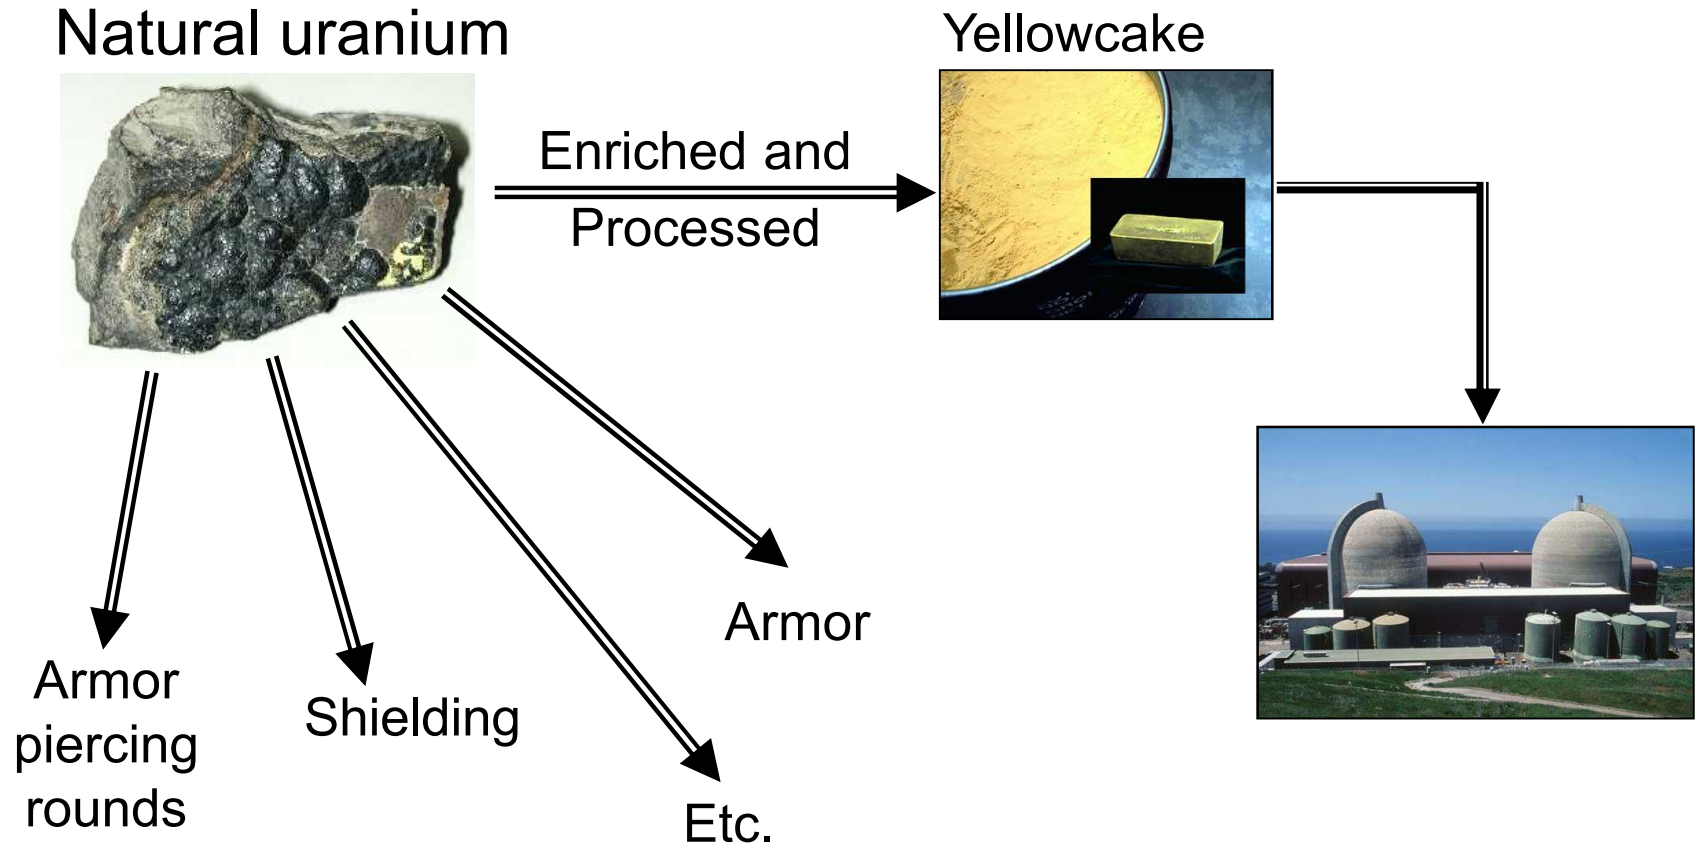 Natural uranium
Yellowcake
Enriched and
Processed
Armor
Armor
piercing
rounds
Shielding
Etc.